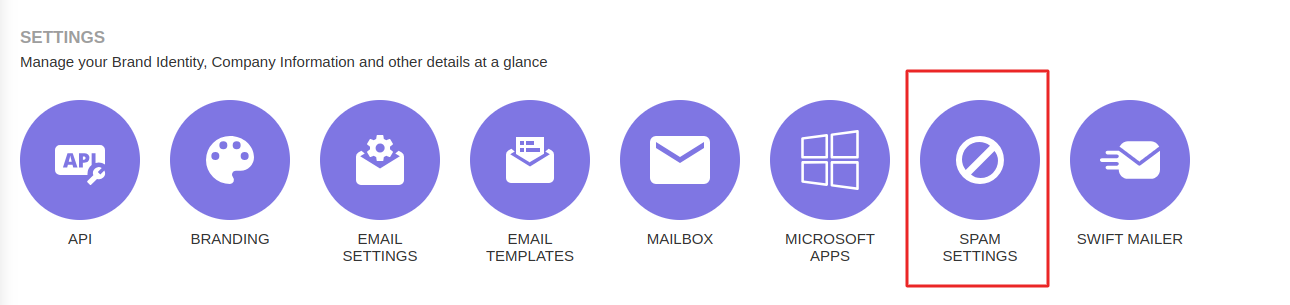 SETTINGS
Manage your Brand Identity, Company Information and other details at a glance
API
API
BRANDING
EMAIL
SETTINGS
EMAIL
TEMPLATES
MAILBOX
MICROSOFT
APPS
SPAM
SETTINGS
SWIFT MAILER